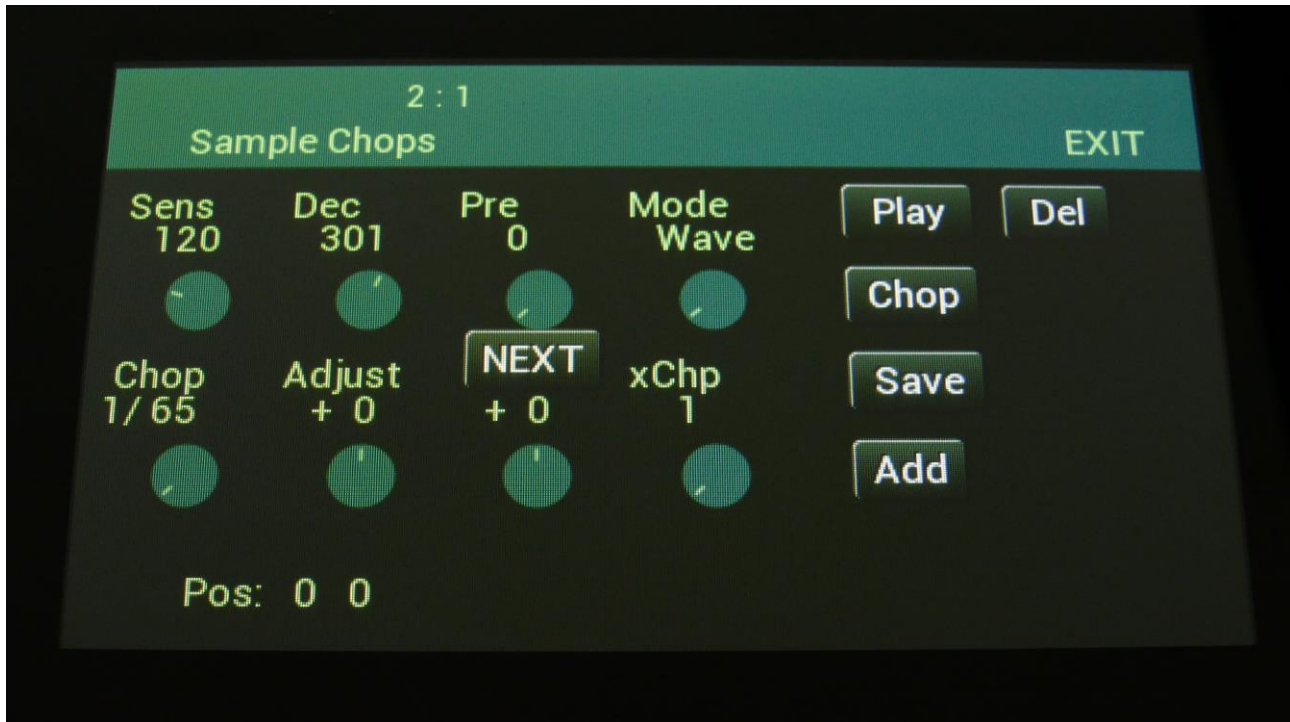 2 : 1
Sample Chops EXIT
Sens Dec Pre Mode Play Del
120 301 0 Wave
Chop
NEXT
Chop Adjust xChp Save
1/ 65 + 0 + 0 1
Add
Pos: 0 0